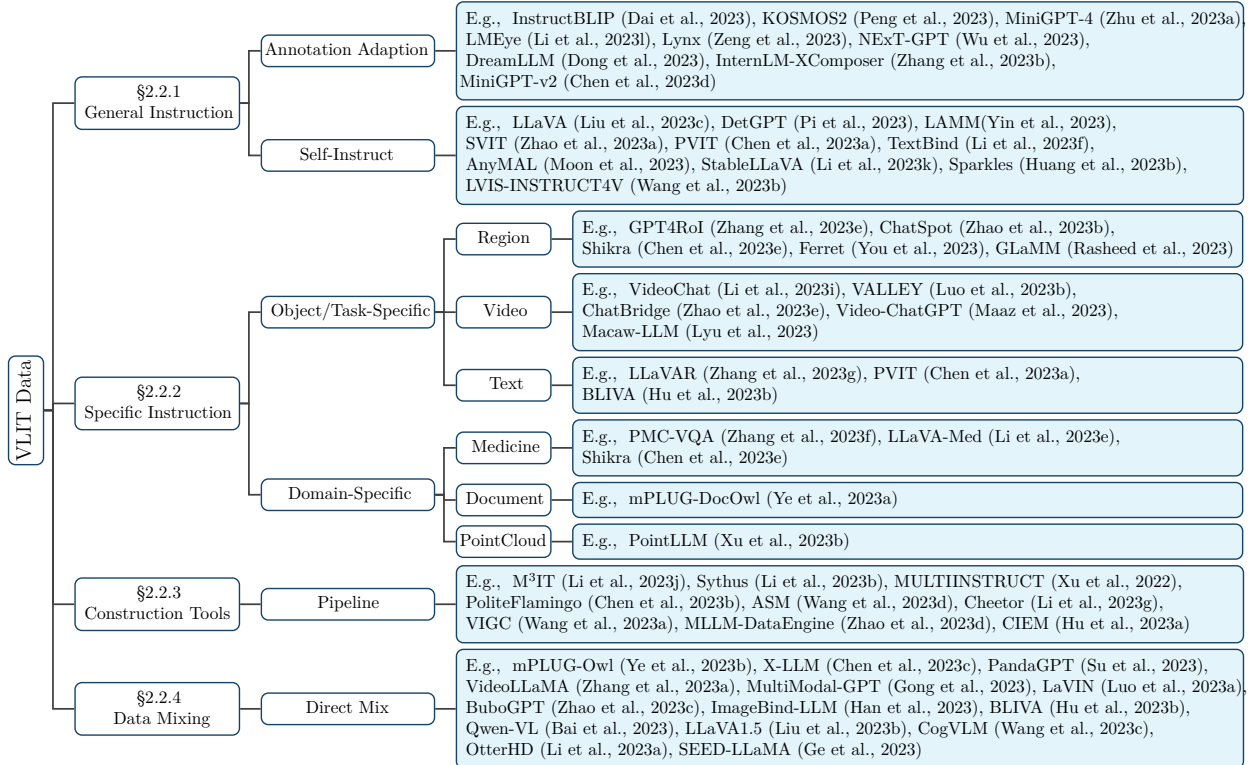 VLIT Data
§2.2.1
General Instruction
Annotation Adaption
E.g., InstructBLIP (Dai et al., 2023), KOSMOS2 (Peng et al., 2023), MiniGPT-4 (Zhu et al., 2023a),
LMEye (Li et al., 2023l), Lynx (Zeng et al., 2023), NExT-GPT (Wu et al., 2023),
DreamLLM (Dong et al., 2023), InternLM-XComposer (Zhang et al., 2023b),
MiniGPT-v2 (Chen et al., 2023d)
Self-Instruct
E.g., LLaVA (Liu et al., 2023c), DetGPT (Pi et al., 2023), LAMM(Yin et al., 2023),
SVIT (Zhao et al., 2023a), PVIT (Chen et al., 2023a), TextBind (Li et al., 2023f),
AnyMAL (Moon et al., 2023), StableLLaVA (Li et al., 2023k), Sparkles (Huang et al., 2023b),
LVIS-INSTRUCT4V (Wang et al., 2023b)
§2.2.2
Specific Instruction
Object/Task-Specific
Region
E.g., GPT4RoI (Zhang et al., 2023e), ChatSpot (Zhao et al., 2023b),
Shikra (Chen et al., 2023e), Ferret (You et al., 2023), GLaMM (Rasheed et al., 2023)
Video
E.g., VideoChat (Li et al., 2023i), VALLEY (Luo et al., 2023b),
ChatBridge (Zhao et al., 2023e), Video-ChatGPT (Maaz et al., 2023),
Macaw-LLM (Lyu et al., 2023)
Text
E.g., LLaVAR (Zhang et al., 2023g), PVIT (Chen et al., 2023a),
BLIVA (Hu et al., 2023b)
Domain-Specific
Medicine
E.g., PMC-VQA (Zhang et al., 2023f), LLaVA-Med (Li et al., 2023e),
Shikra (Chen et al., 2023e)
Document
E.g., mPLUG-DocOwl (Ye et al., 2023a)
PointCloud
E.g., PointLLM (Xu et al., 2023b)
§2.2.3
Construction Tools
Pipeline
E.g., M³IT (Li et al., 2023j), Sythus (Li et al., 2023b), MULTIINSTRUCT (Xu et al., 2022),
PoliteFlamingo (Chen et al., 2023b), ASM (Wang et al., 2023d), Cheetor (Li et al., 2023g),
VIGC (Wang et al., 2023a), MLLM-DataEngine (Zhao et al., 2023d), CIEM (Hu et al., 2023a)
§2.2.4
Data Mixing
Direct Mix
E.g., mPLUG-Owl (Ye et al., 2023b), X-LLM (Chen et al., 2023c), PandaGPT (Su et al., 2023),
VideoLLaMA (Zhang et al., 2023a), MultiModal-GPT (Gong et al., 2023), LaVIN (Luo et al., 2023a),
BuboGPT (Zhao et al., 2023c), ImageBind-LLM (Han et al., 2023), BLIVA (Hu et al., 2023b),
Qwen-VL (Bai et al., 2023), LLaVA1.5 (Liu et al., 2023b), CogVLM (Wang et al., 2023c),
OtterHD (Li et al., 2023a), SEED-LLaMA (Ge et al., 2023)